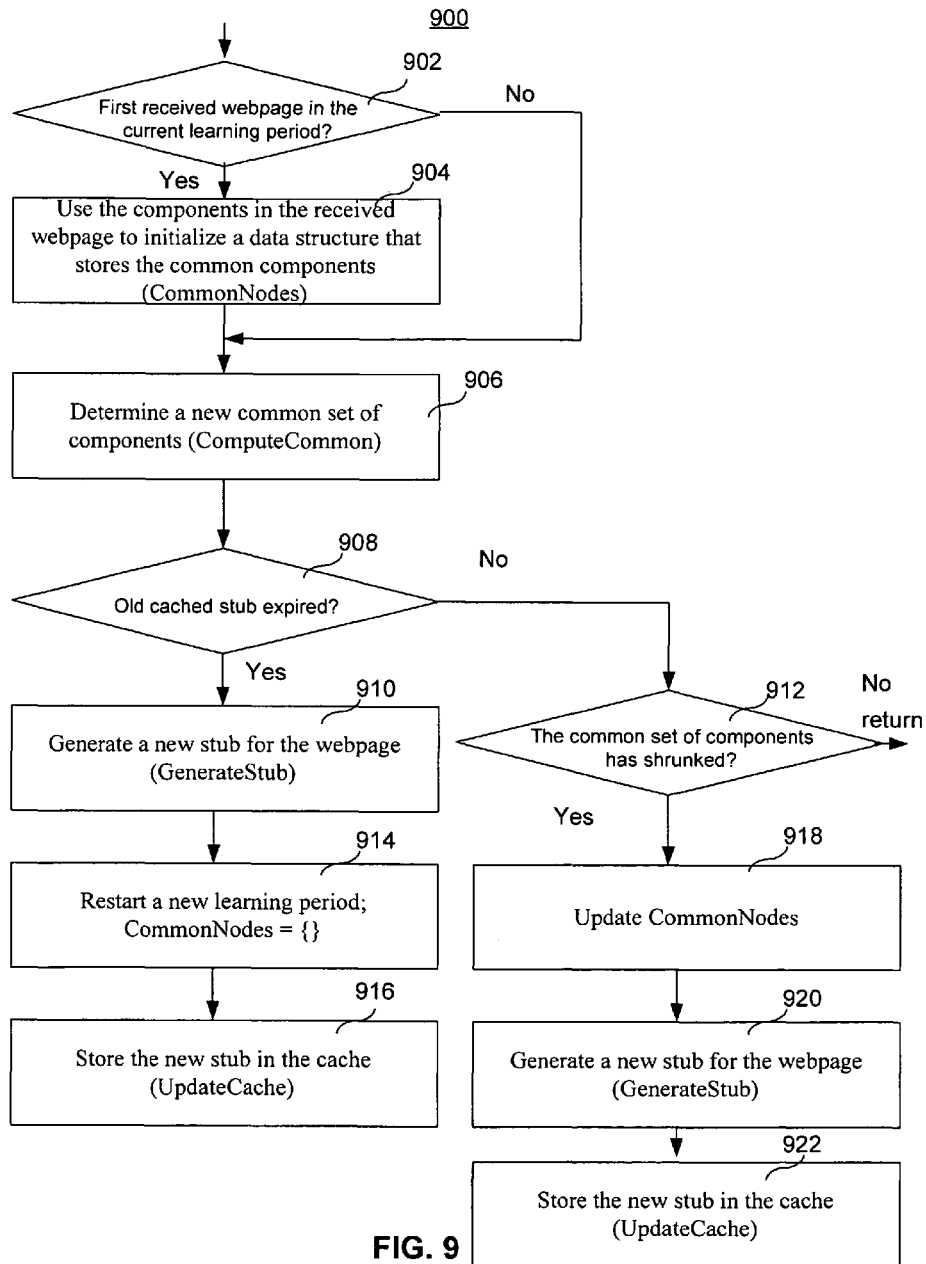 900
902
First received webpage in the
current learning period?
No
Yes
904
Use the components in the received
webpage to initialize a data structure that
stores the common components
(CommonNodes)
906
Determine a new common set of
components (ComputeCommon)
908
Old cached stub expired?
No
Yes
910
Generate a new stub for the webpage
(GenerateStub)
912
The common set of components
has shrunked?
No
return
Yes
914
Restart a new learning period;
CommonNodes = {}
918
Update CommonNodes
916
Store the new stub in the cache
(UpdateCache)
920
Generate a new stub for the webpage
(GenerateStub)
922
Store the new stub in the cache
(UpdateCache)
FIG. 9